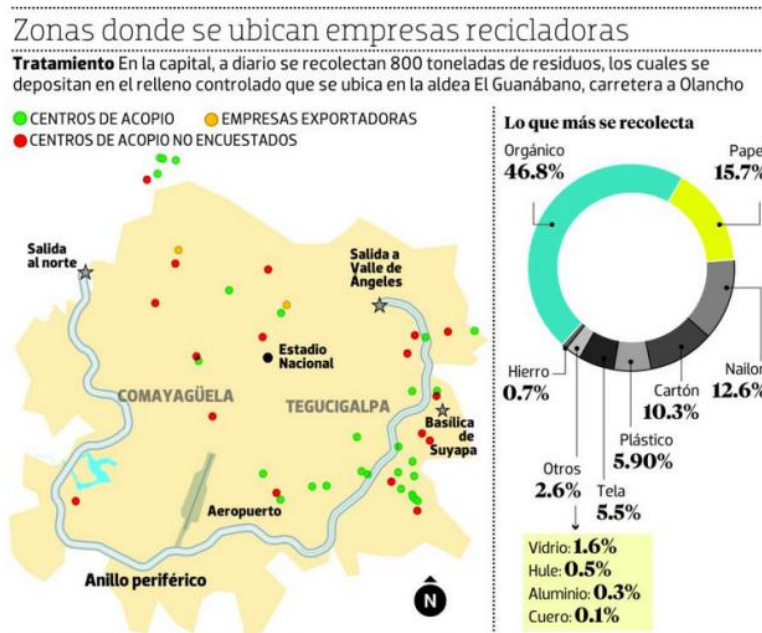 Zonas donde se ubican empresas recicladoras
Tratamiento En la capital, a diario se recolectan 800 toneladas de residuos, los cuales se
depositan en el relleno controlado que se ubica en la aldea El Guanábano, carretera a Olancho
CENTROS DE ACOPIO
EMPRESAS EXPORTADORAS
CENTROS DE ACOPIO NO ENCUESTADOS
Salida
al norte
Salida a
Valle de
Ángeles
Estadio
Nacional
COMAYAGÜELA
TEGUCIGALPA
Basílica
de
Suyapa
Aeropuerto
Anillo periférico
N
Lo que más se recolecta
Orgánico
46.8%
Pape
15.7%
Nailon
12.6%
Cartón
10.3%
Plástico
5.90%
Tela
5.5%
Otros
2.6%
Hierro
0.7%
Vidrio: 1.6%
Hule: 0.5%
Aluminio: 0.3%
Cuero: 0.1%